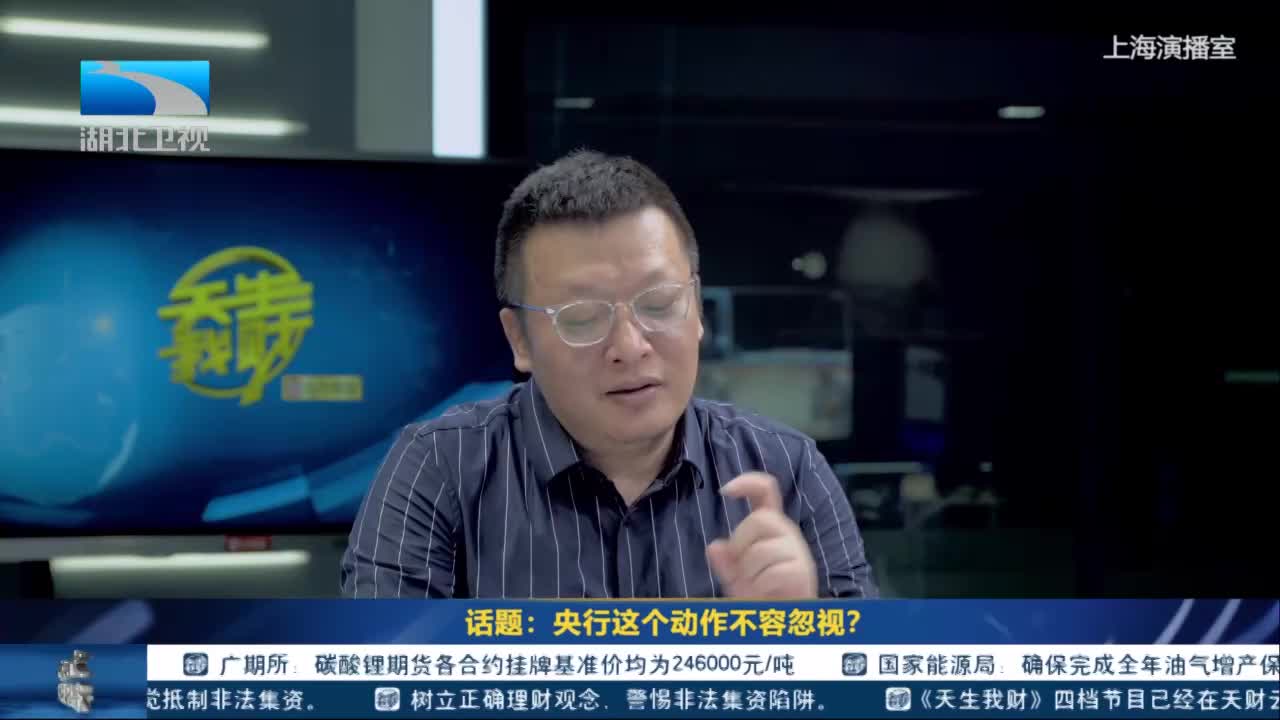 上海演播室
湖北卫视
天生
我财
话题：央行这个动作不容忽视？
广期所：碳酸锂期货各合约挂牌基准价均为246000元/吨 国家能源局：确保完成全年油气增产保
抵制非法集资。 树立正确理财观念、警惕非法集资陷阱。 《天生我财》四档节目已经在天财